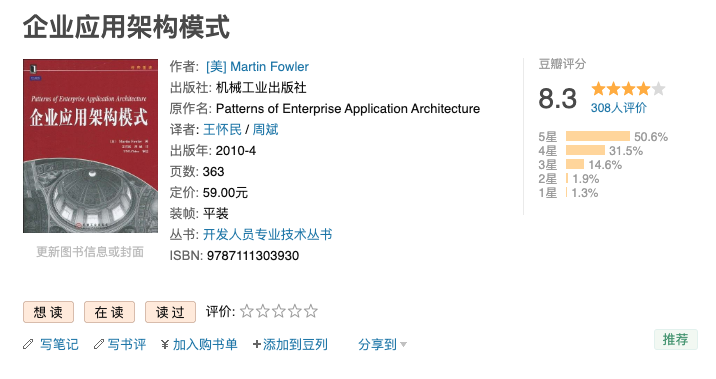 企业应用架构模式
Patterns of Enterprise Application Architecture
企业应用架构模式
作者: [美] Martin Fowler
出版社: 机械工业出版社
原作名: Patterns of Enterprise Application Architecture
译者: 王怀民 / 周斌
出版年: 2010-4
页数: 363
定价: 59.00元
装帧: 平装
丛书: 开发人员专业技术丛书
ISBN: 9787111303930
更新图书信息或封面
豆瓣评分
8.3
308人评价
5星 50.6%
4星 31.5%
3星 14.6%
2星 1.9%
1星 1.3%
想读 在读 读过 评价:
写笔记 写书评 ¥ 加入购书单 +添加到豆列 分享到
推荐